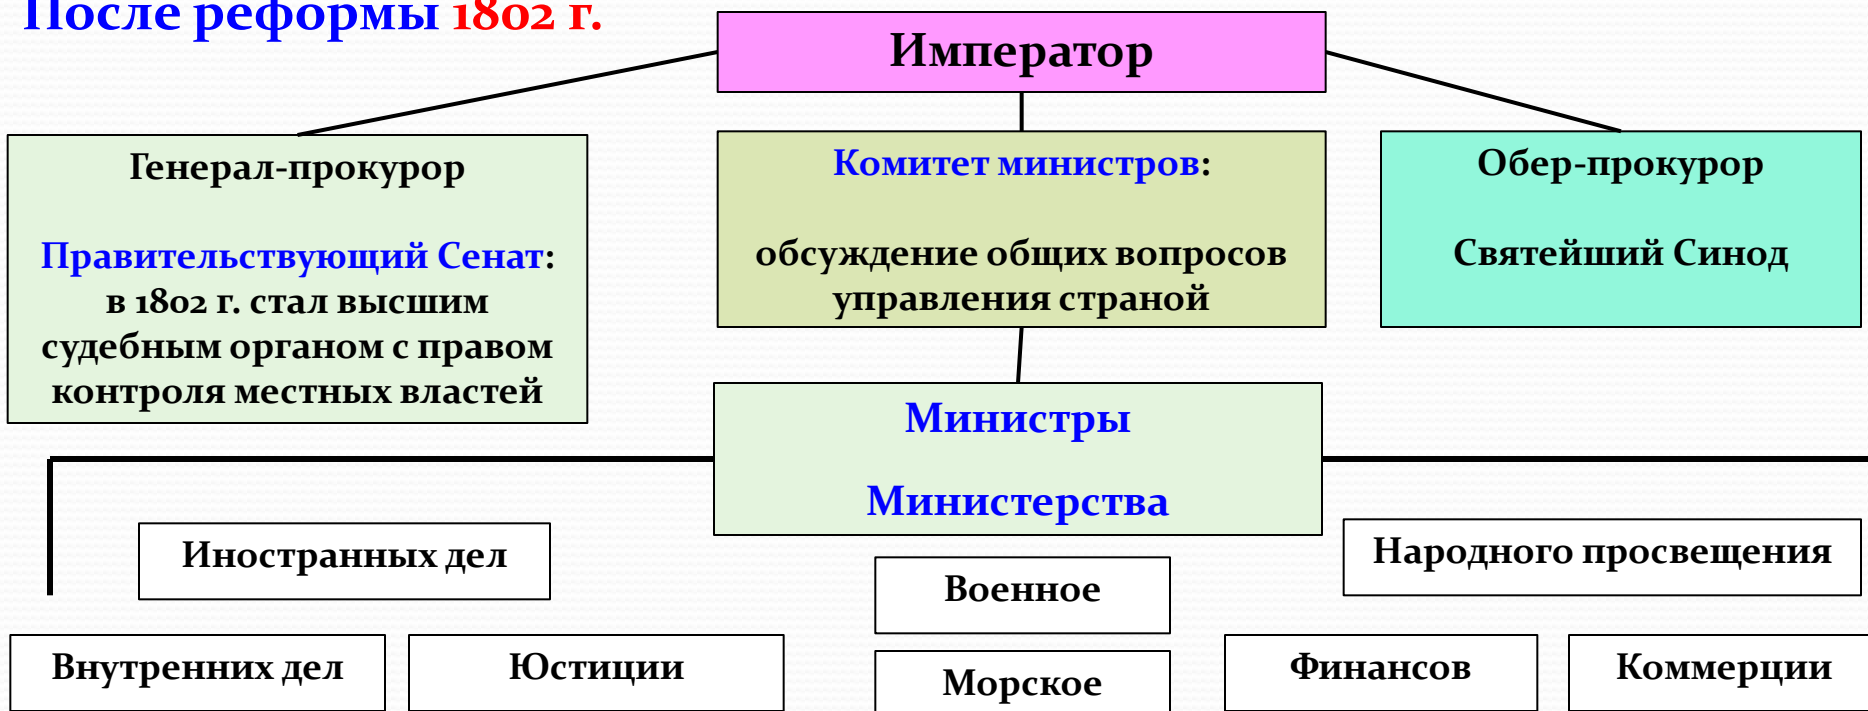 После реформы 1802 г.
Император
Генерал-прокурор
Правительствующий Сенат:
в 1802 г. стал высшим
судебным органом с правом
контроля местных властей
Комитет министров:
обсуждение общих вопросов
управления страной
Обер-прокурор
Святейший Синод
Министры
Министерства
Иностранных дел
Военное
Народного просвещения
Внутренних дел
Юстиции
Морское
Финансов
Коммерции